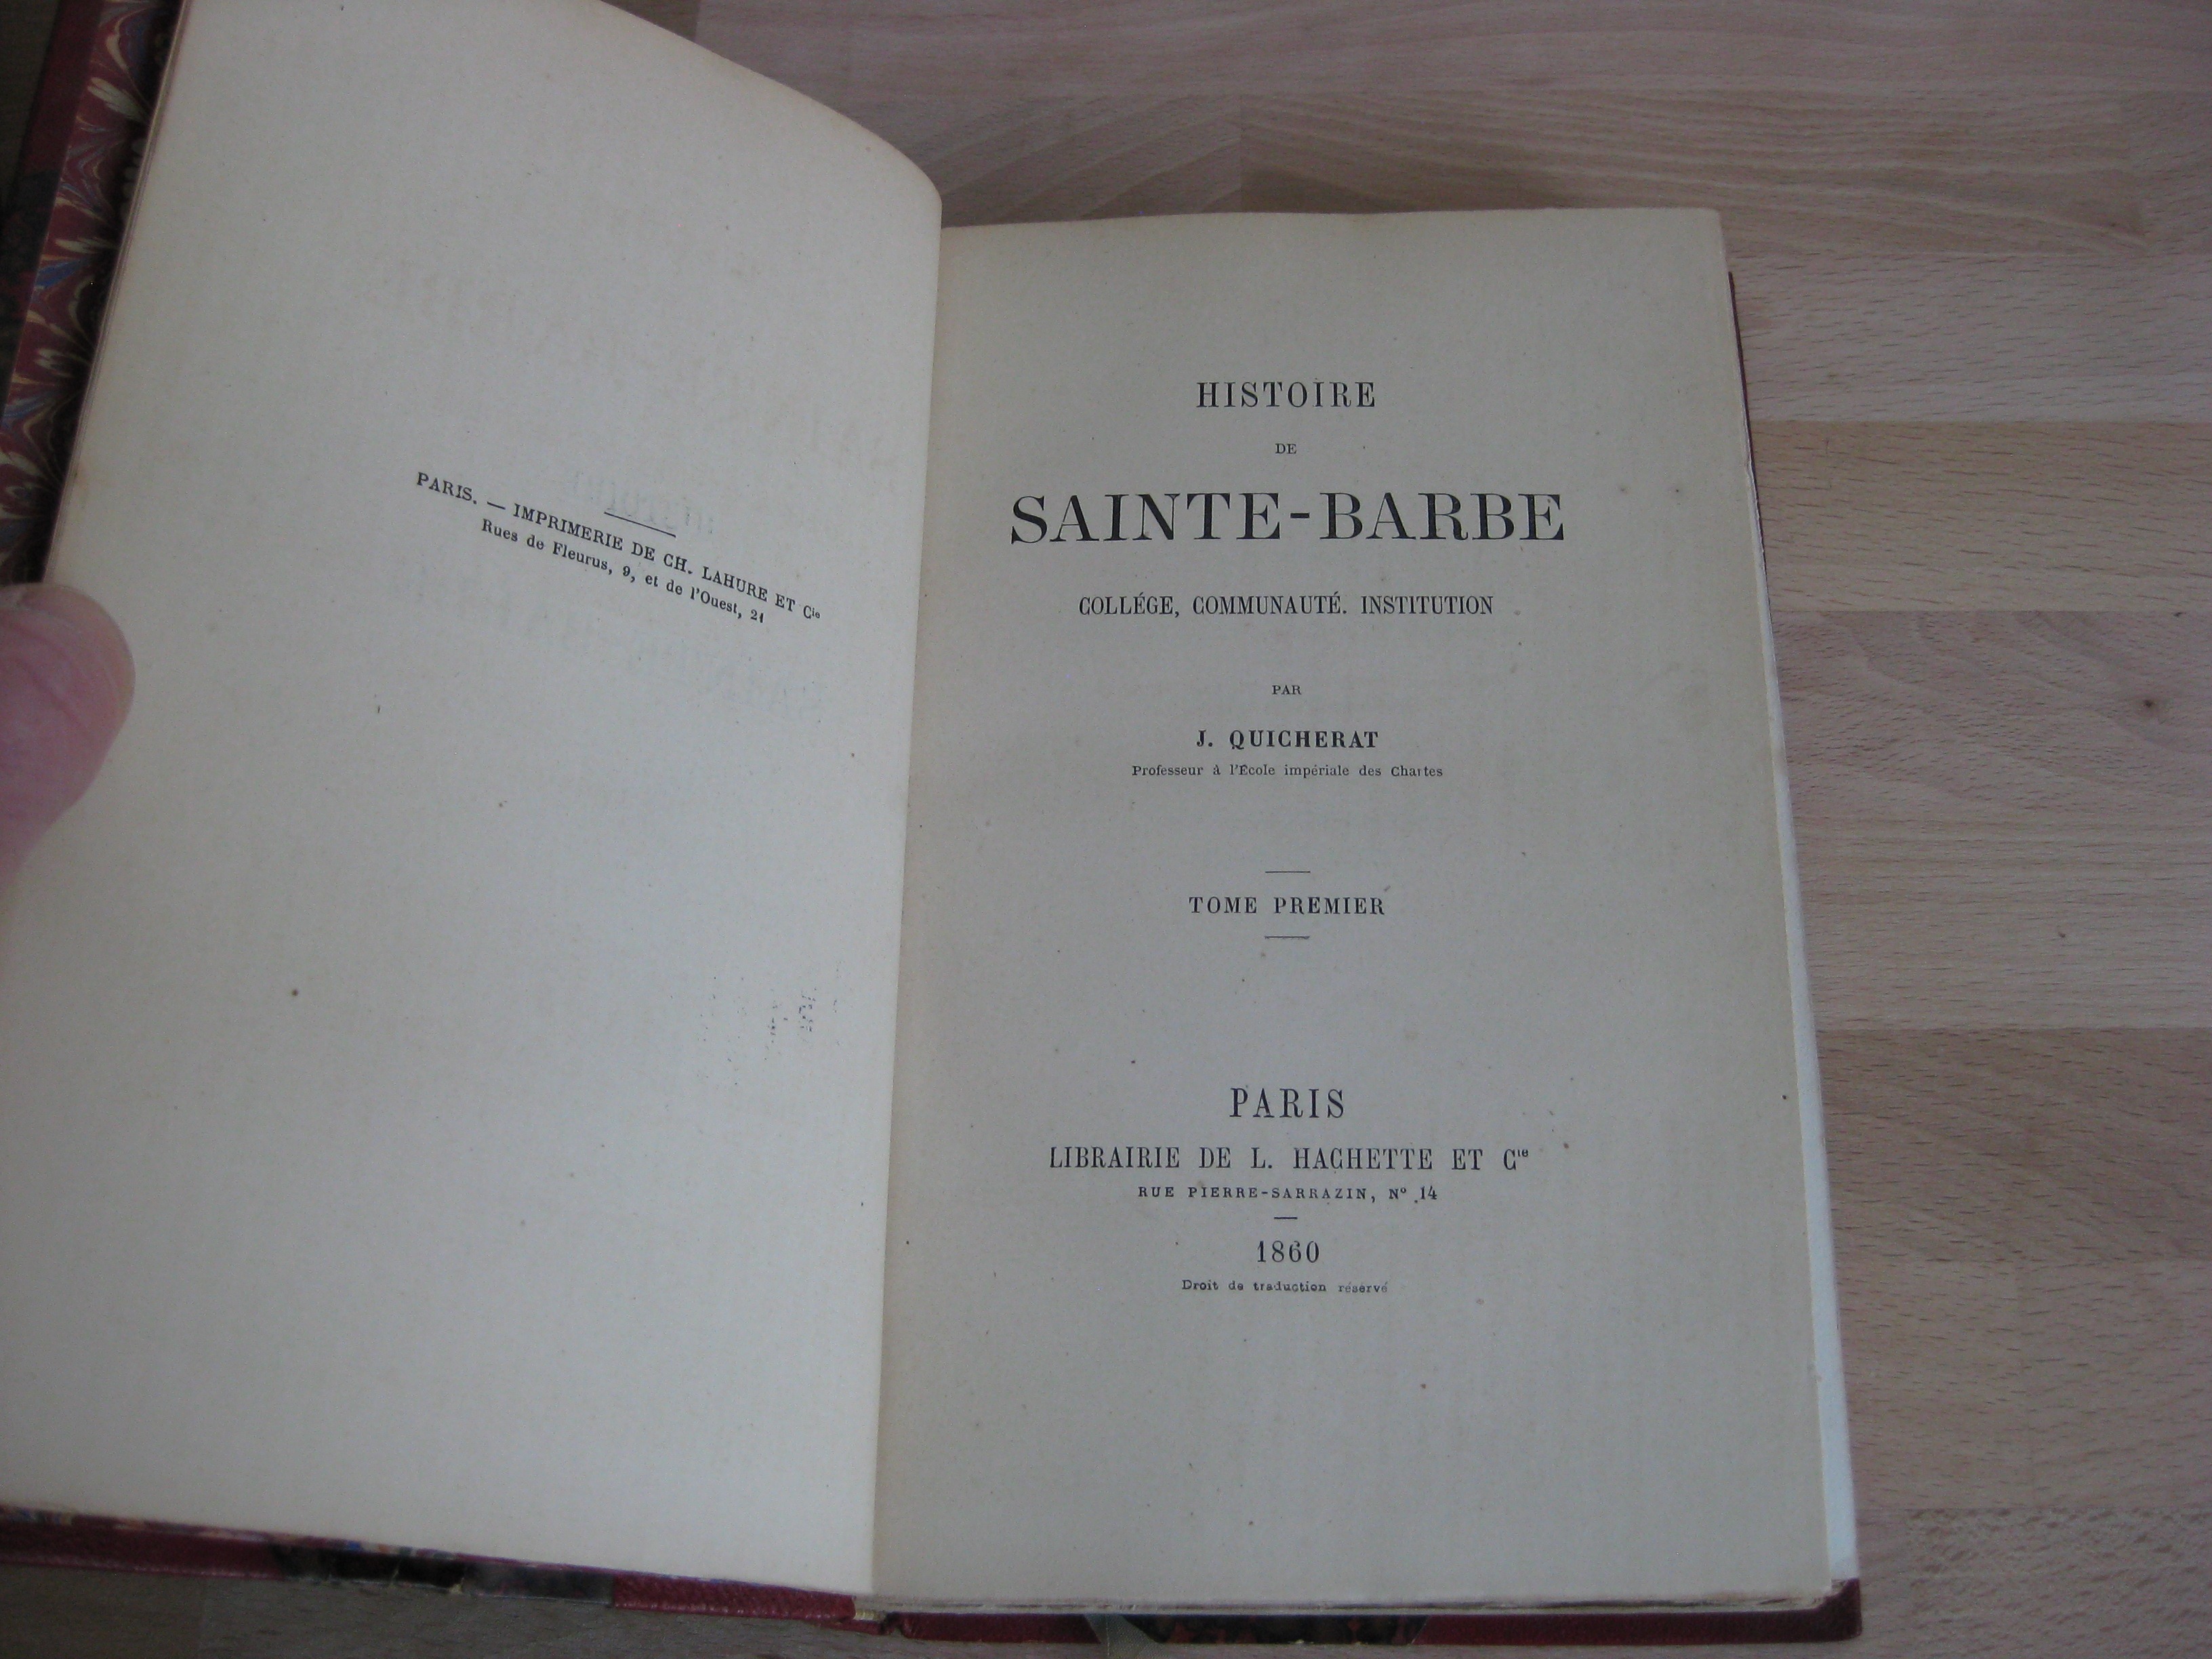 PARIS. — IMPRIMERIE DE CH. LAHURE ET Cie
Rues de Fleurus, 9, et de l'Ouest, 21
HISTOIRE
DE
SAINTE-BARBE
COLLÉGE, COMMUNAUTÉ. INSTITUTION
PAR
J. QUICHERAT
Professeur à l'École impériale des Chartes
TOME PREMIER
PARIS
LIBRAIRIE DE L. HACHETTE ET Cie
RUE PIERRE-SARRAZIN, N° 14
1860
Droit de traduction réservé